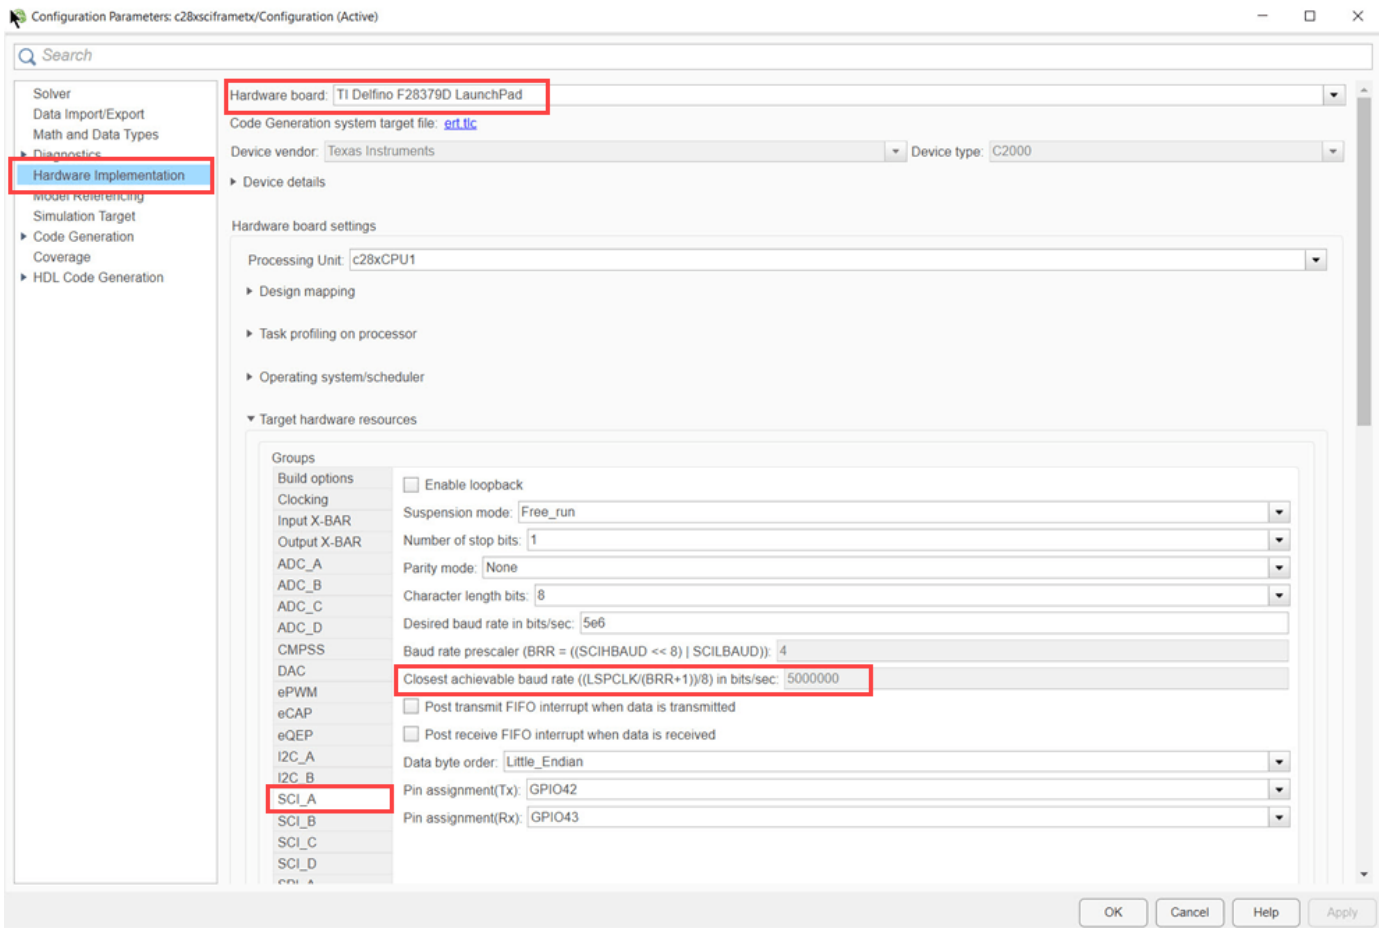 Configuration Parameters: c28xsciframetx/Configuration (Active)
Search
Solver
Data Import/Export
Math and Data Types
Diagnostics
Hardware Implementation
Model Referencing
Simulation Target
Code Generation
Coverage
HDL Code Generation
Hardware board: TI Delfino F28379D LaunchPad
Code Generation system target file: ert.tlc
Device vendor: Texas Instruments Device type: C2000
Device details
Hardware board settings
Processing Unit: c28xCPU1
Design mapping
Task profiling on processor
Operating system/scheduler
Target hardware resources
Groups
Build options
Clocking
Input X-BAR
Output X-BAR
ADC_A
ADC_B
ADC_C
ADC_D
CMPSS
DAC
ePWM
eCAP
eQEP
I2C_A
I2C_B
SCI_A
SCI_B
SCI_C
SCI_D
SPI_A
Enable loopback
Suspension mode: Free_run
Number of stop bits: 1
Parity mode: None
Character length bits: 8
Desired baud rate in bits/sec: 5e6
Baud rate prescaler (BRR = ((SCIHBAUD << 8) | SCILBAUD)): 4
Closest achievable baud rate ((LSPCLK/(BRR+1))/8) in bits/sec: 5000000
Post transmit FIFO interrupt when data is transmitted
Post receive FIFO interrupt when data is received
Data byte order: Little_Endian
Pin assignment(Tx): GPIO42
Pin assignment(Rx): GPIO43
OK Cancel Help Apply